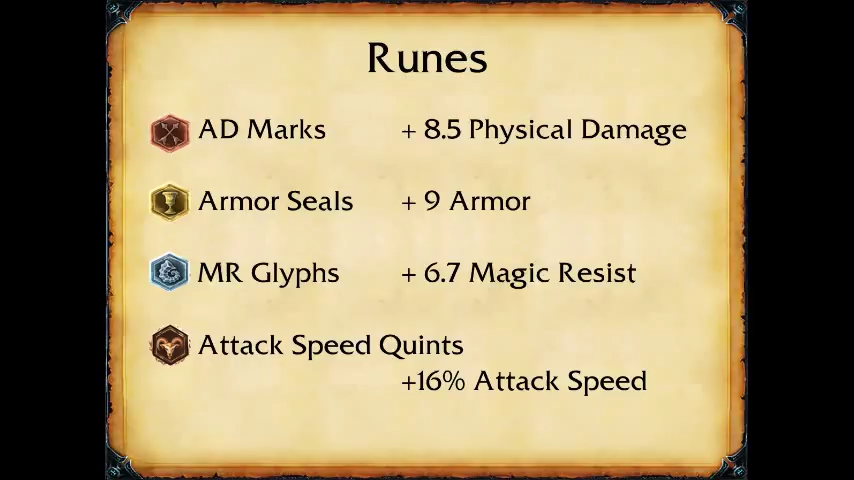 Runes
AD Marks + 8.5 Physical Damage
Armor Seals + 9 Armor
MR Glyphs + 6.7 Magic Resist
Attack Speed Quints
+16% Attack Speed